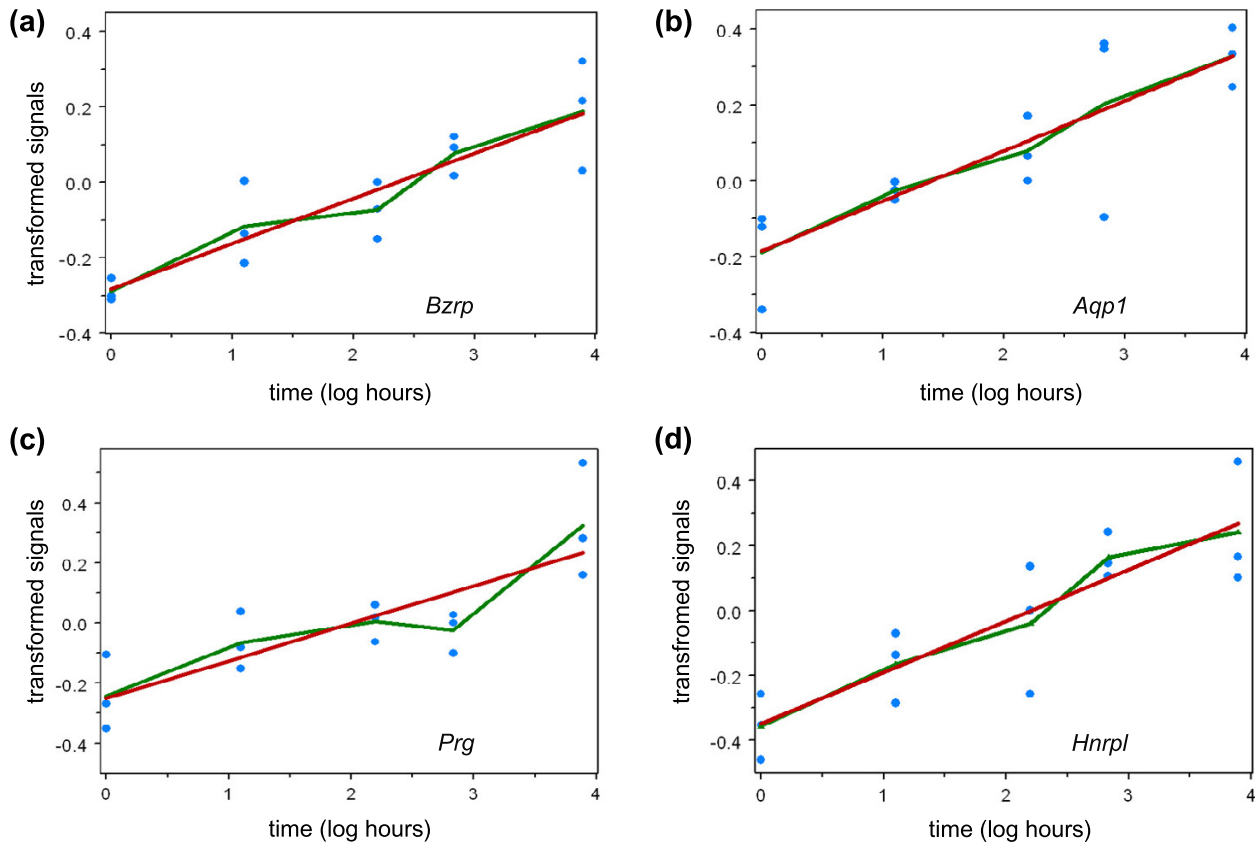 (a)
transformed signals
0.4
0.2
0.0
-0.2
-0.4
Bzrp
0 1 2 3 4
time (log hours)
(b)
0.4
0.2
0.0
-0.2
-0.4
Aqp1
0 1 2 3 4
time (log hours)
(c)
transformed signals
0.4
0.2
0.0
-0.2
-0.4
Prg
0 1 2 3 4
time (log hours)
(d)
transfromed signals
0.4
0.2
0.0
-0.2
-0.4
Hnrpl
0 1 2 3 4
time (log hours)